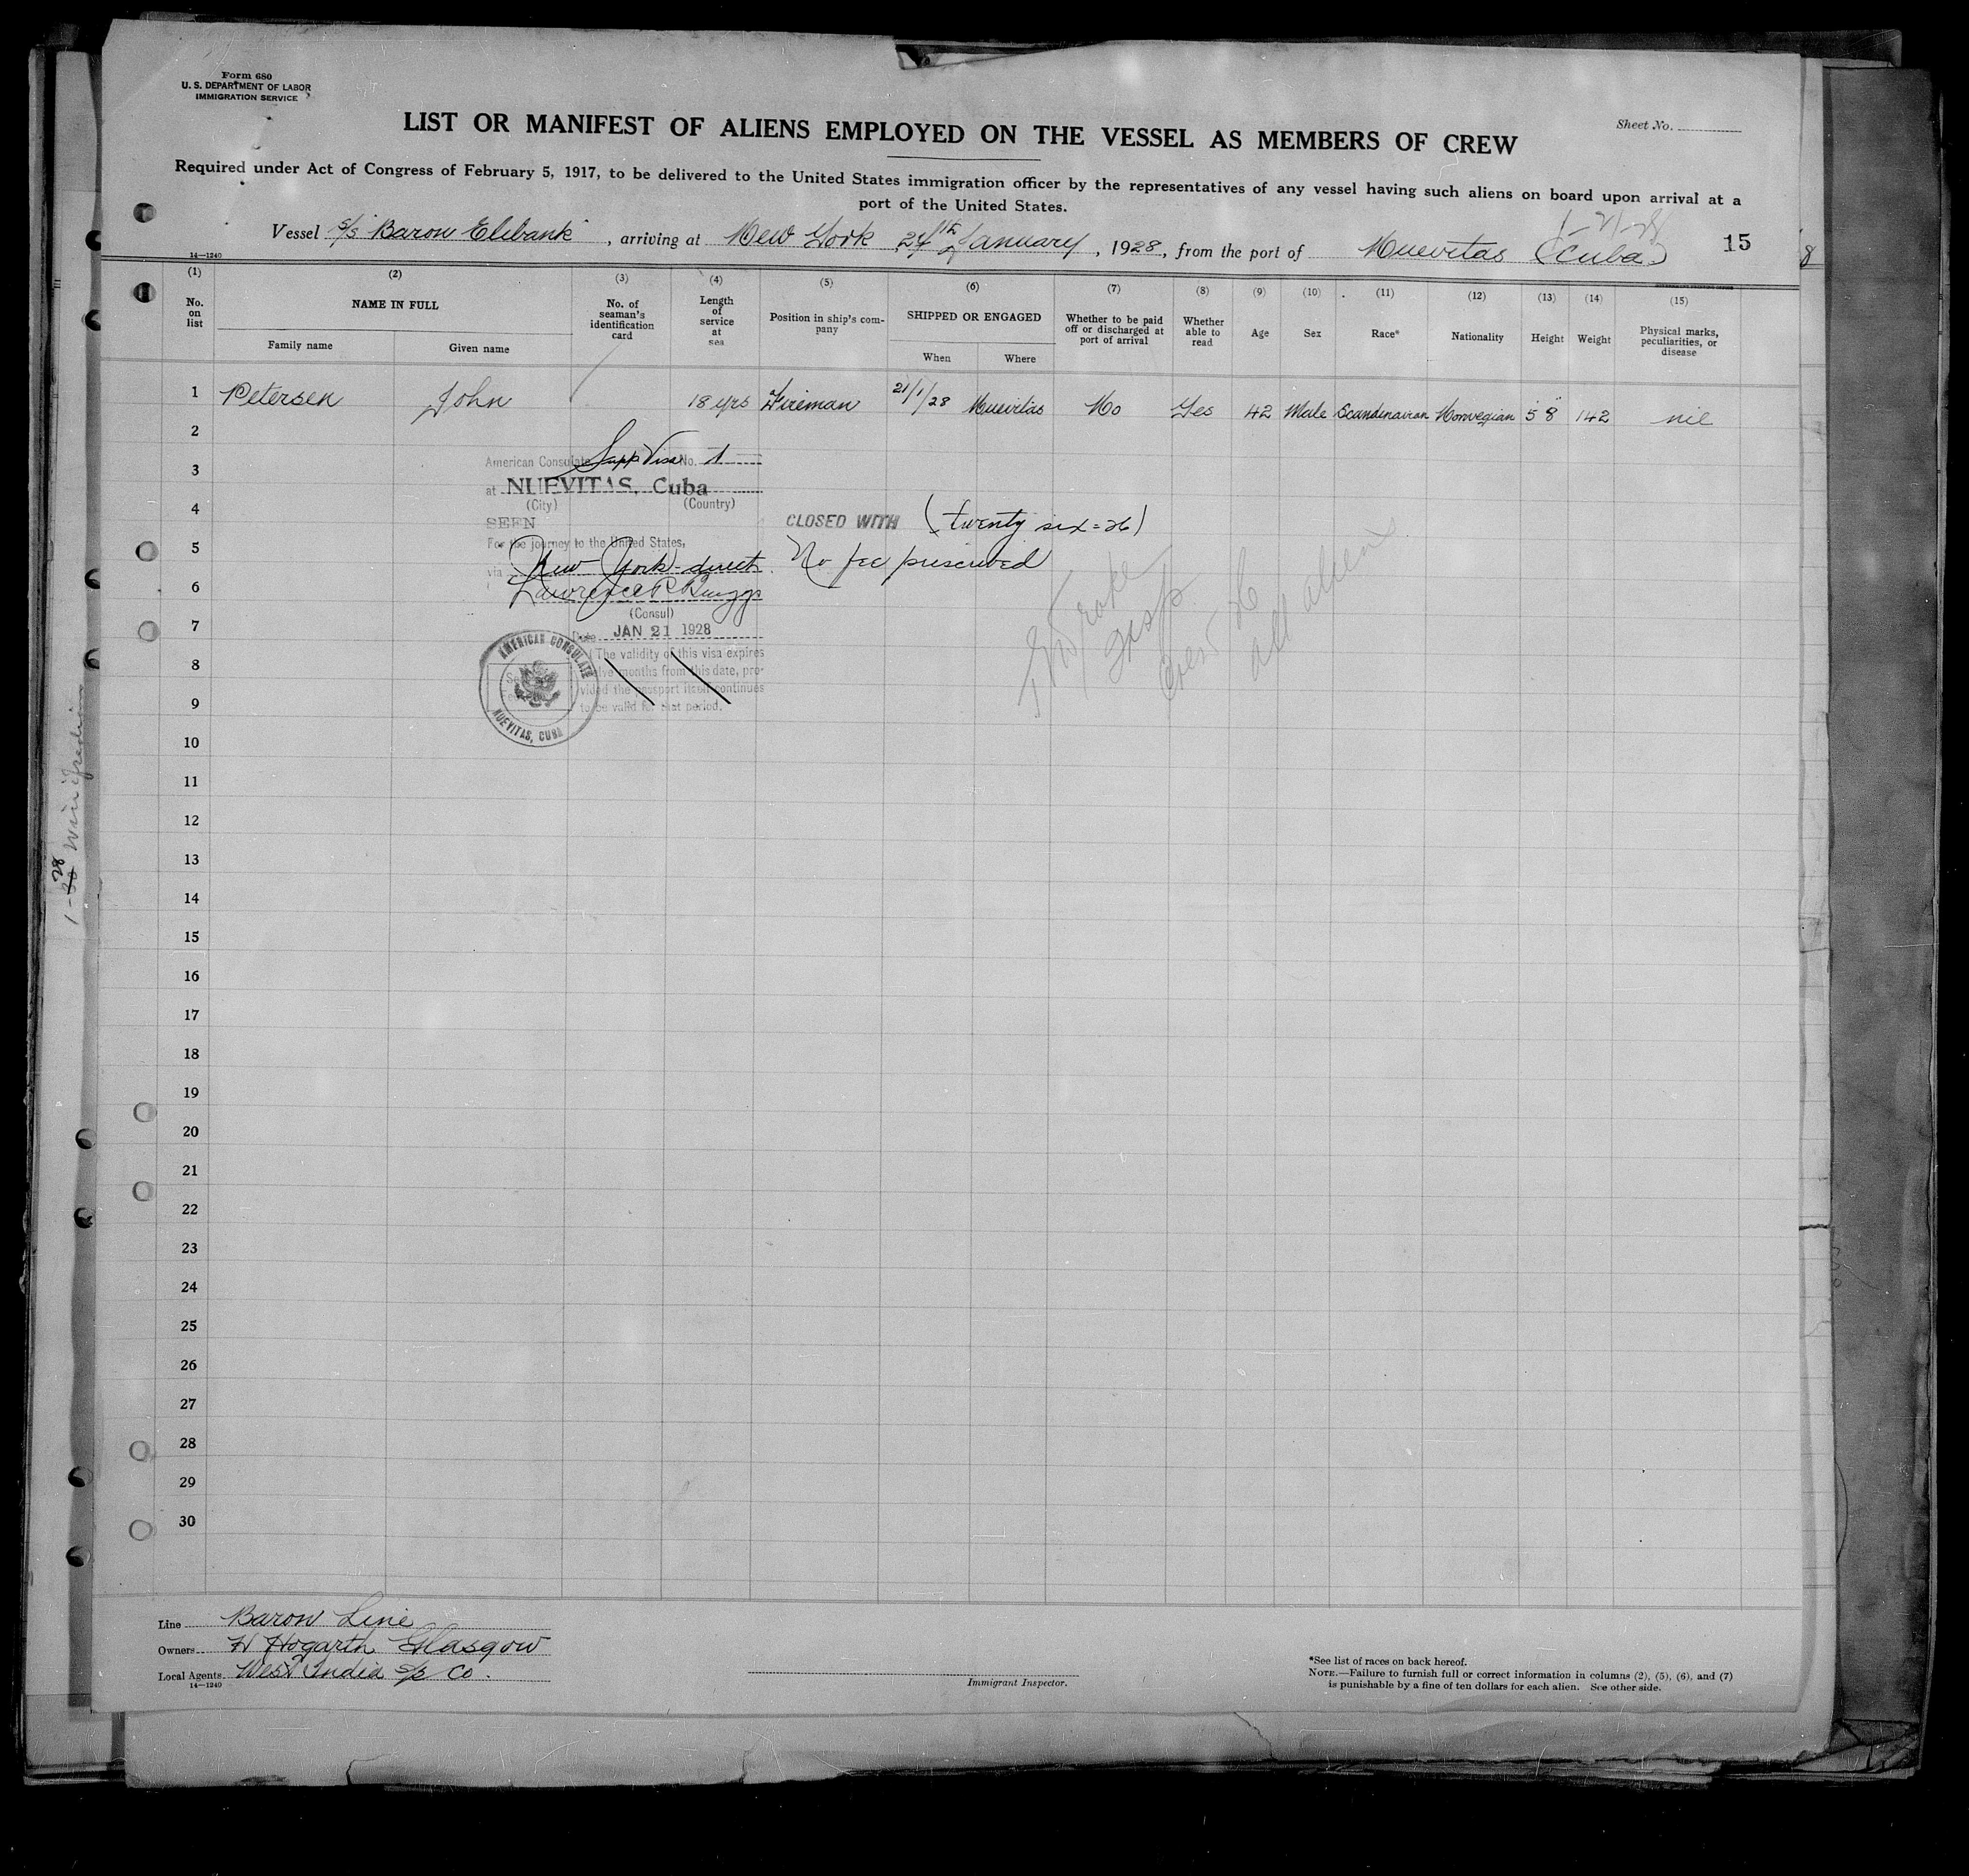 Form 680
U. S. DEPARTMENT OF LABOR
IMMIGRATION SERVICE
Sheet No.
LIST OR MANIFEST OF ALIENS EMPLOYED ON THE VESSEL AS MEMBERS OF CREW
Required under Act of Congress of February 5, 1917, to be delivered to the United States immigration officer by the representatives of any vessel having such aliens on board upon arrival at a
port of the United States.
Vessel S/S "Baron Elibank", arriving at New York 24th January, 1928, from the port of Nuevitas (Cuba) 15
14—1240
(1) (2) (3) (4) (5) (6) (7) (8) (9) (10) (11) (12) (13) (14) (15)
No. on list
NAME IN FULL
Family name Given name
No. of seaman's identification card
Length of service at sea
Position in ship's company
SHIPPED OR ENGAGED
When Where
Whether to be paid off or discharged at port of arrival
Whether able to read
Age Sex Race* Nationality Height Weight
Physical marks, peculiarities, or disease
1 Petersen John 18 yrs Fireman 21/1/28 Nuevitas No Yes 42 Male Scandinavian Norwegian 5' 8" 142 nil
2
3
4
5
6
7
8
9
10
11
12
13
14
15
16
17
18
19
20
21
22
23
24
25
26
27
28
29
30
American Consulate Supp Visa No. 1
at NUEVITAS, Cuba
(City) (Country)
SEEN
For the journey to the United States,
via New York - direct
(Consul)
Date JAN 21 1928
(The validity of this visa expires
twelve months from this date, pro-
vided the passport itself continues
to be valid for that period.
AMERICAN CONSULATE
NUEVITAS, CUBA
CLOSED WITH (twenty six = 26)
No fee prescribed
all aliens
Line Baron Line
Owners H Hogarth Glasgow
Local Agents West India S/S Co.
14—1240
Immigrant Inspector.
*See list of races on back hereof.
NOTE.—Failure to furnish full or correct information in columns (2), (5), (6), and (7)
is punishable by a fine of ten dollars for each alien. See other side.